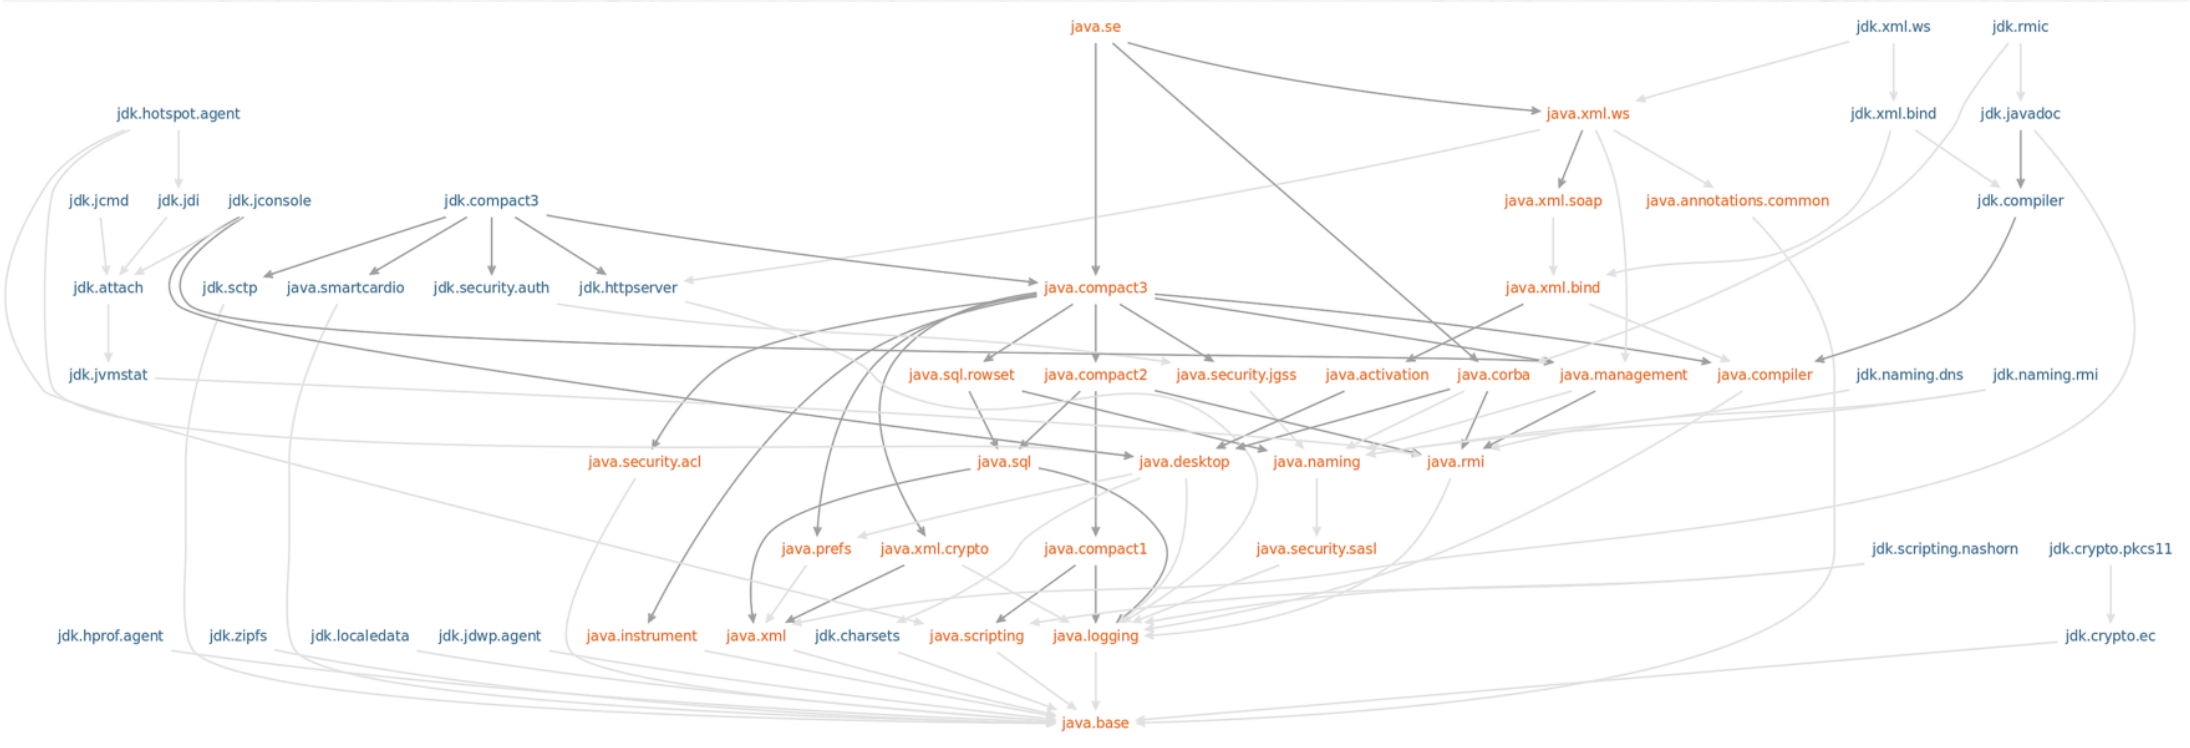 java.se
jdk.xml.ws
jdk.rmic
jdk.hotspot.agent
java.xml.ws
jdk.xml.bind
jdk.javadoc
jdk.jcmd
jdk.jdi
jdk.jconsole
jdk.compact3
java.xml.soap
java.annotations.common
jdk.compiler
jdk.attach
jdk.sctp
java.smartcardio
jdk.security.auth
jdk.httpserver
java.compact3
java.xml.bind
jdk.jvmstat
java.sql.rowset
java.compact2
java.security.jgss
java.activation
java.corba
java.management
java.compiler
jdk.naming.dns
jdk.naming.rmi
java.security.acl
java.sql
java.desktop
java.naming
java.rmi
java.prefs
java.xml.crypto
java.compact1
java.security.sasl
jdk.scripting.nashorn
jdk.crypto.pkcs11
jdk.hprof.agent
jdk.zipfs
jdk.localedata
jdk.jdwp.agent
java.instrument
java.xml
jdk.charsets
java.scripting
java.logging
jdk.crypto.ec
java.base